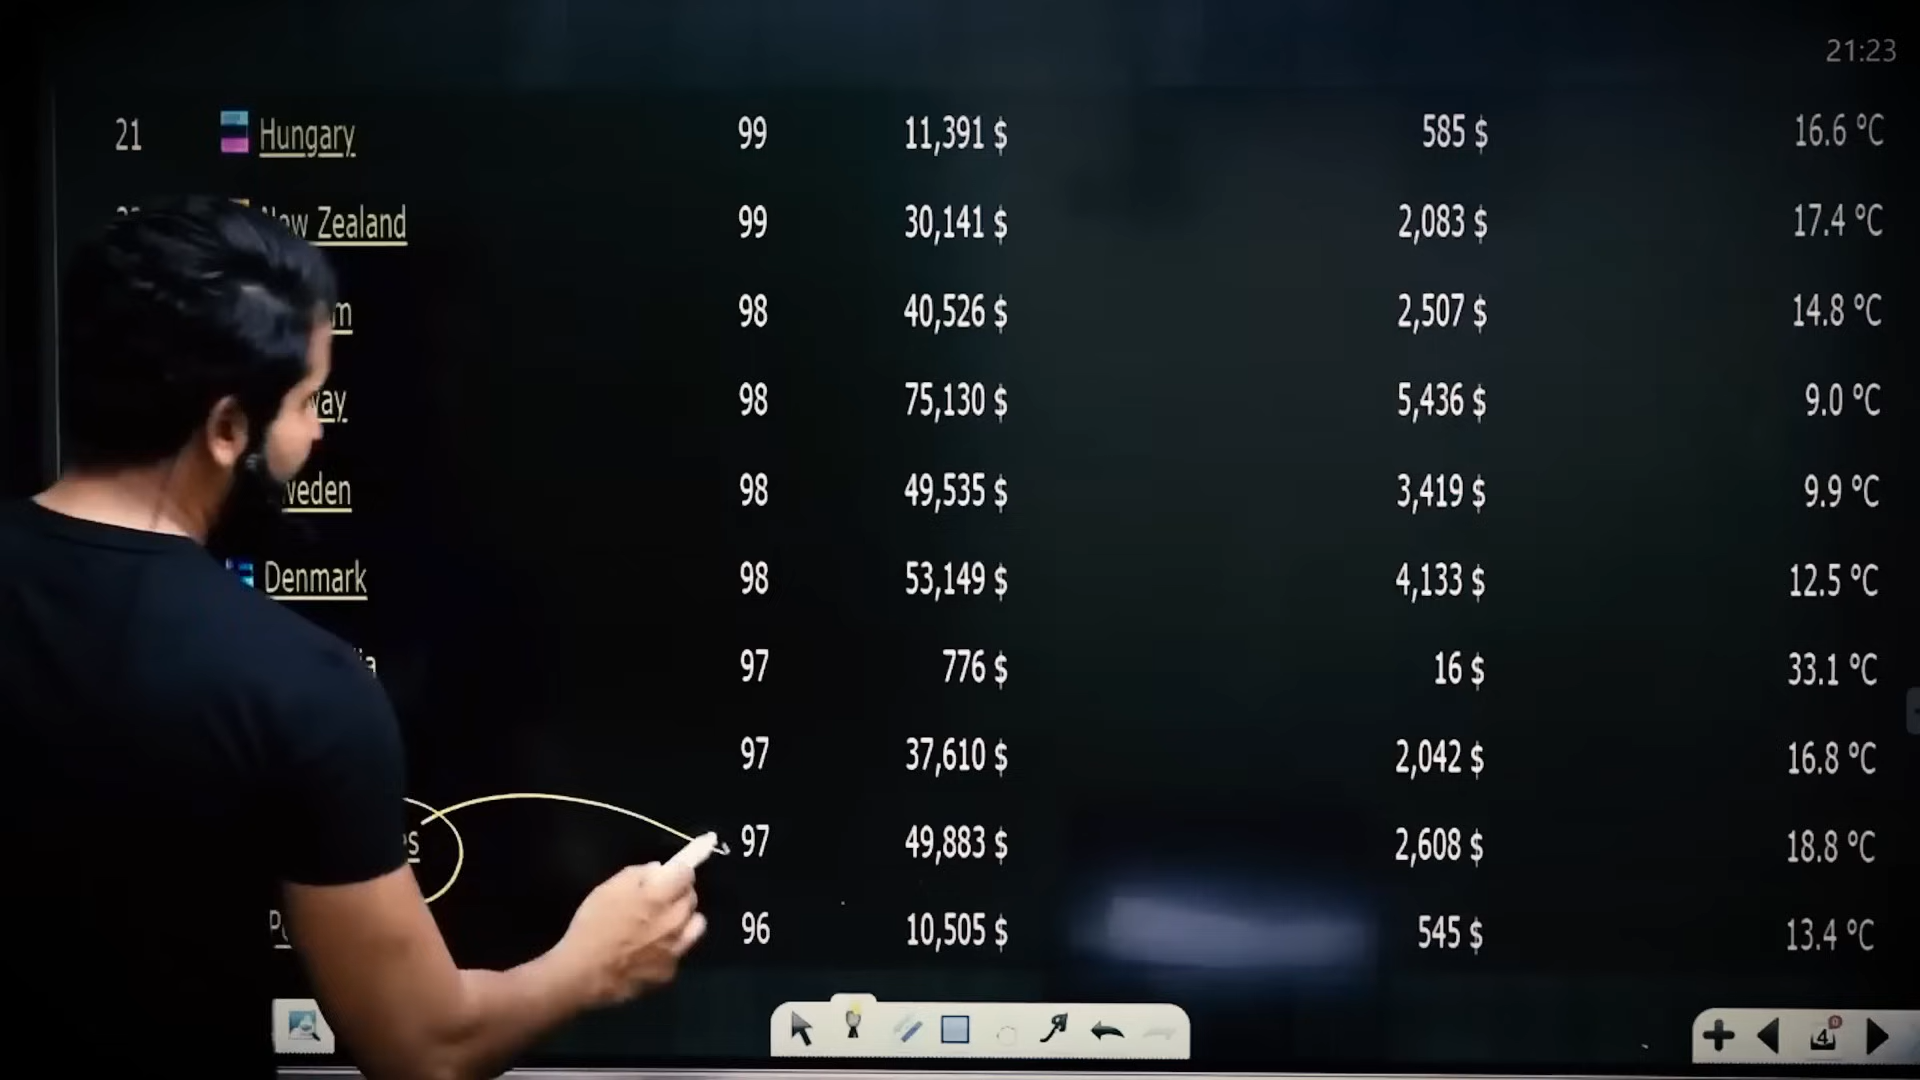 21:23
21 Hungary 99 11,391 $ 585 $ 16.6 °C
Zealand 99 30,141 $ 2,083 $ 17.4 °C
98 40,526 $ 2,507 $ 14.8 °C
98 75,130 $ 5,436 $ 9.0 °C
98 49,535 $ 3,419 $ 9.9 °C
Denmark 98 53,149 $ 4,133 $ 12.5 °C
97 776 $ 16 $ 33.1 °C
97 37,610 $ 2,042 $ 16.8 °C
97 49,883 $ 2,608 $ 18.8 °C
96 10,505 $ 545 $ 13.4 °C
4